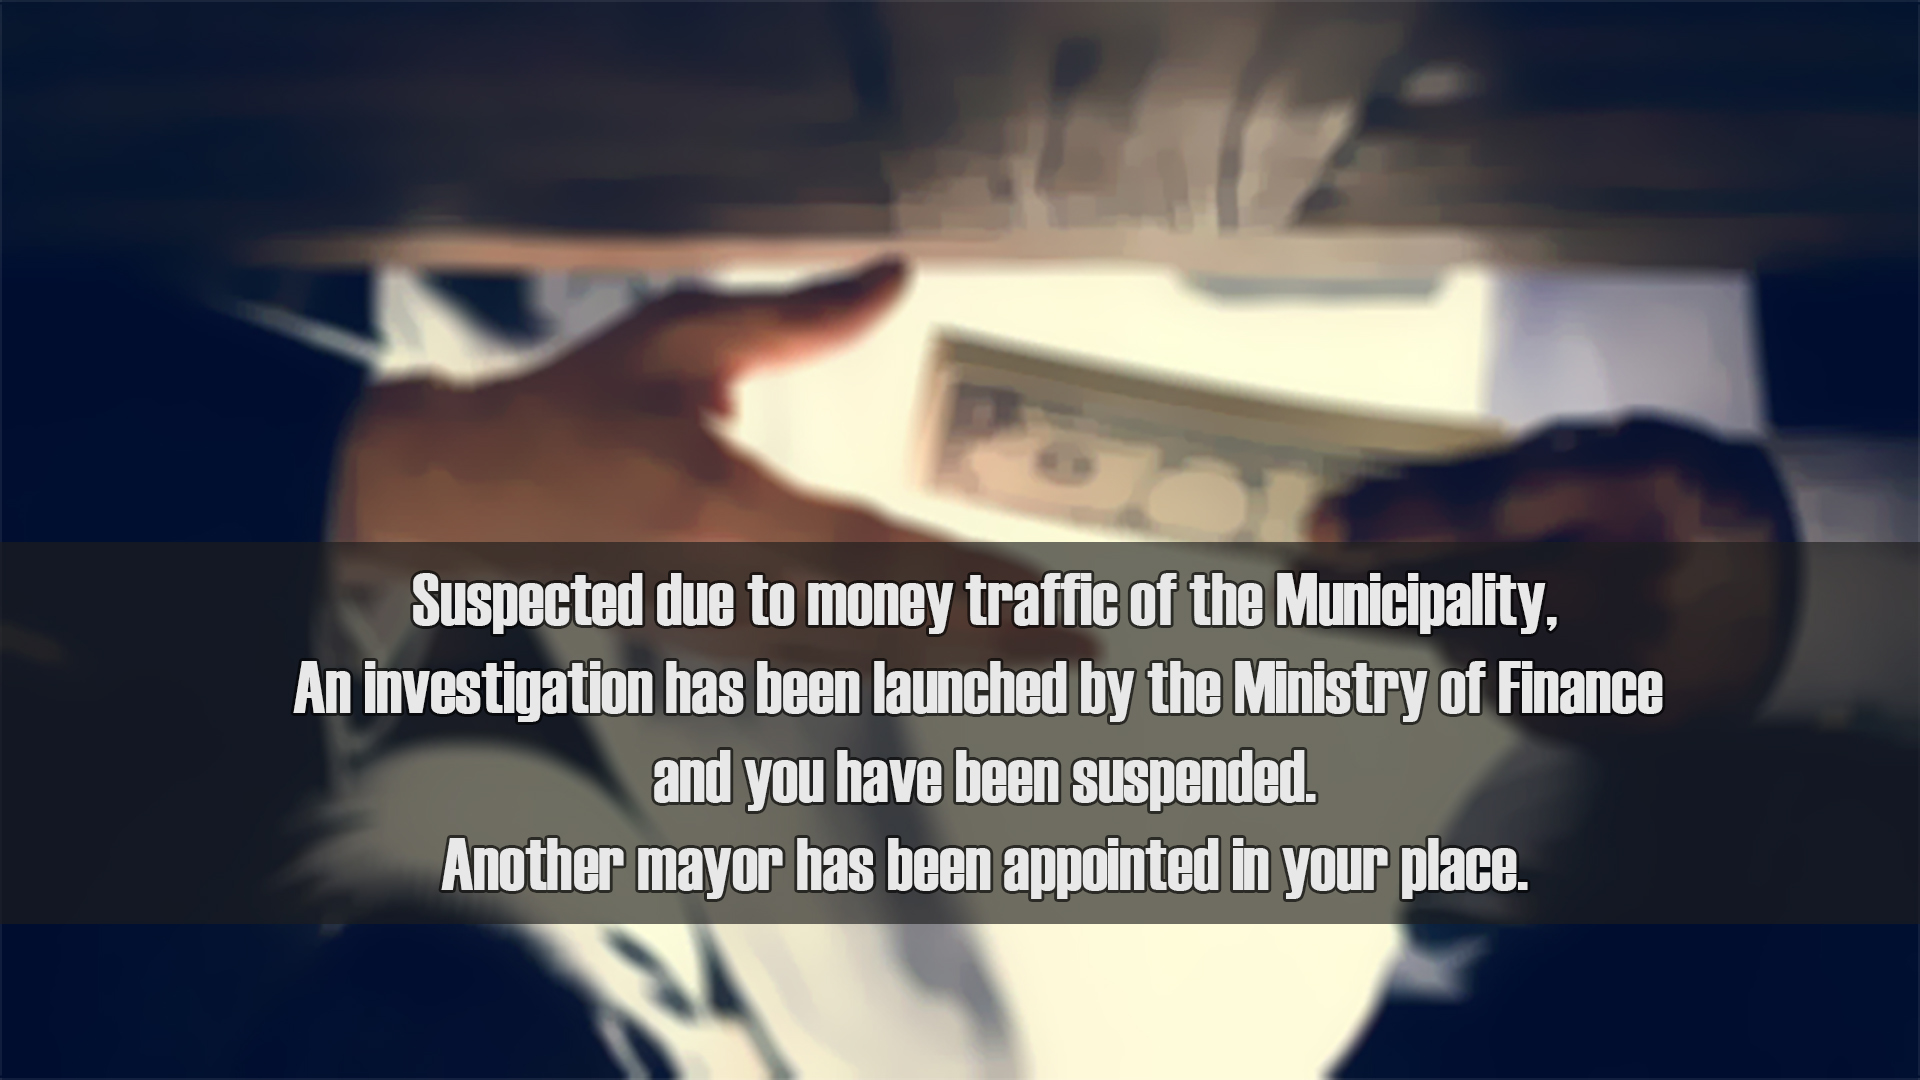 Suspected due to money traffic of the Municipality,
An investigation has been launched by the Ministry of Finance
and you have been suspended.
Another mayor has been appointed in your place.